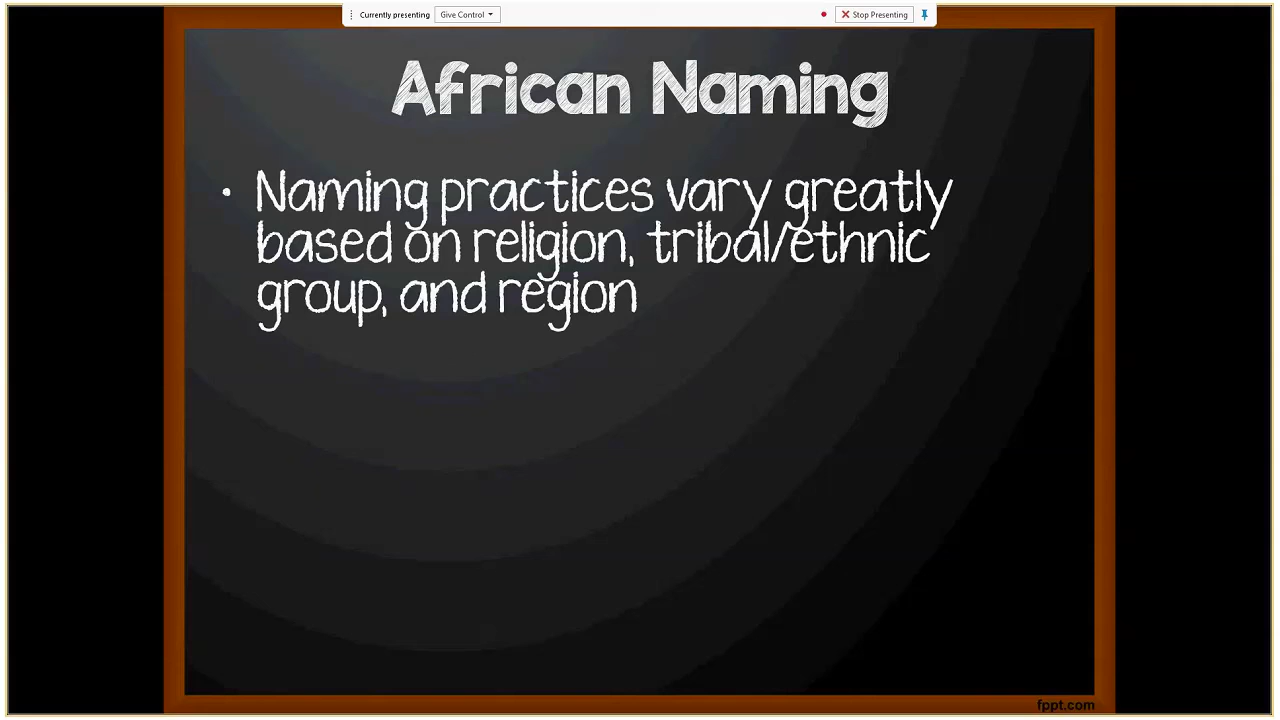 Currently presenting Give Control Stop Presenting
African Naming
• Naming practices vary greatly
based on religion, tribal/ethnic
group, and region
fppt.com